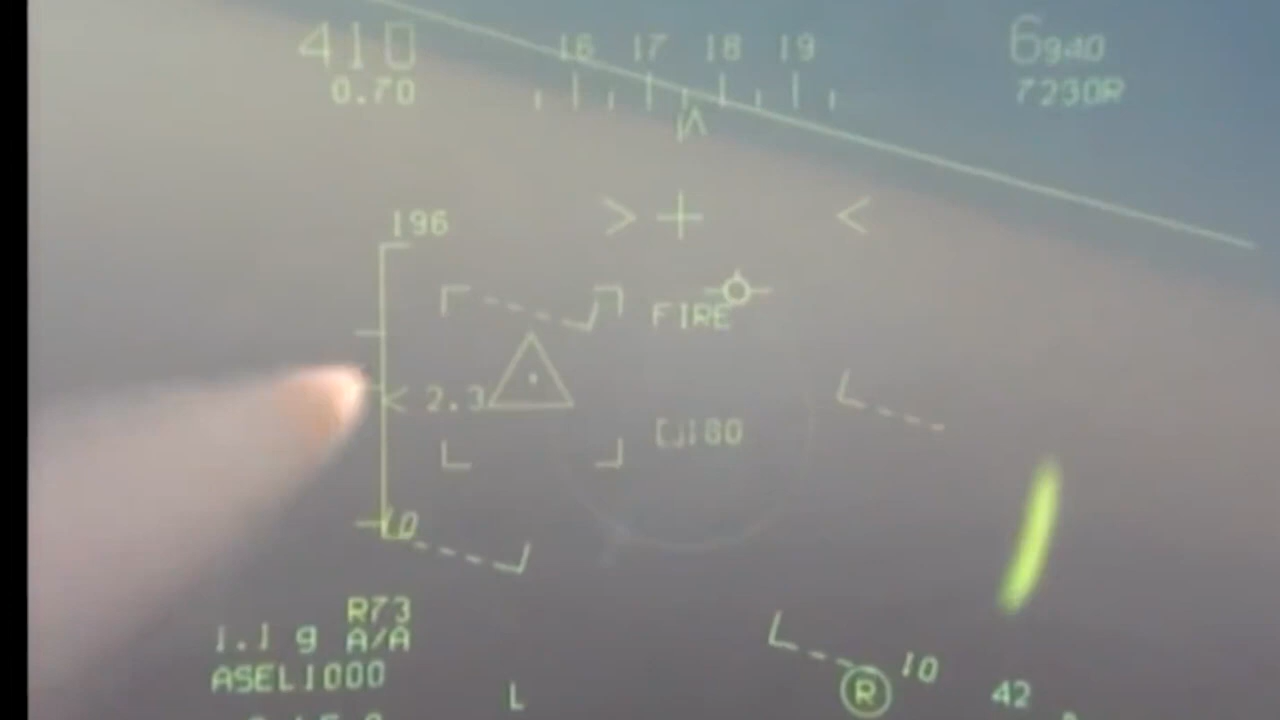 410 16 17 18 19 6940
0.70 7230R
196
FIRE
< 2.3
180
10
R73
1.1 g A/A
ASEL1000
L
R 10 42